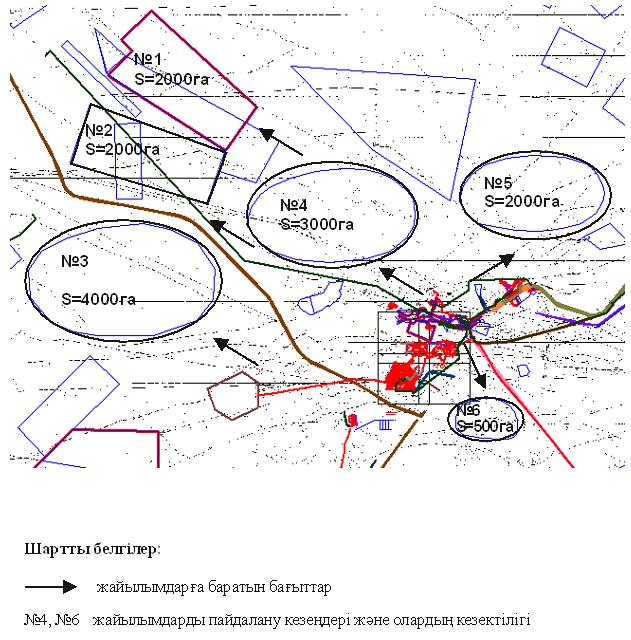 №1
S=2000га
№2
S=2000га
№4
S=3000га
№5
S=2000га
№3
S=4000га
№6
S=500га
Шартты белгілер:
жайылымдарға баратын бағыттар
№4, №6 жайылымдарды пайдалану кезеңдері және олардың кезектілігі